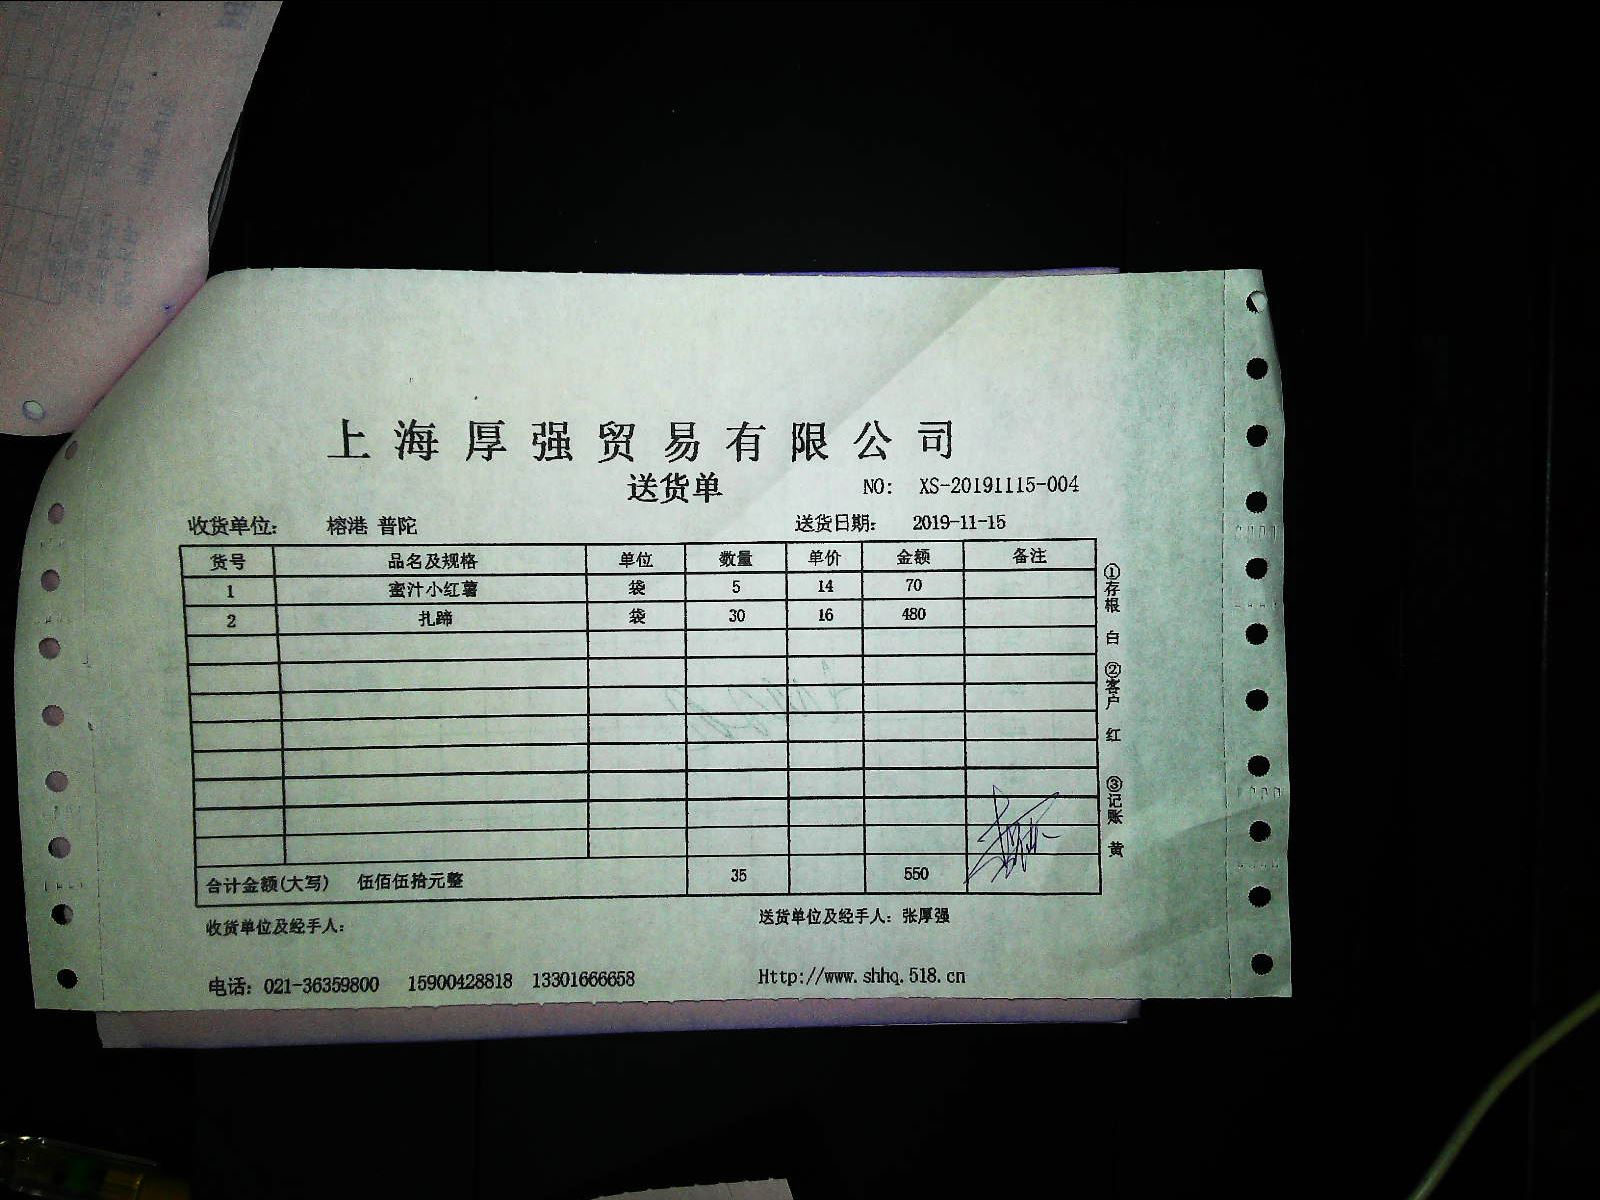 上海厚强贸易有限公司
送货单
NO: XS-20191115-004
收货单位: 榕港 普陀 送货日期: 2019-11-15
货号 品名及规格 单位 数量 单价 金额 备注
1 蜜汁小红薯 袋 5 14 70
2 扎蹄 袋 30 16 480
合计金额(大写) 伍佰伍拾元整 35 550
收货单位及经手人: 送货单位及经手人: 张厚强
电话: 021-36359800 15900428818 13301666658 Http://www.shhq.518.cn
①存根 白 ②客户 红 ③记账 黄